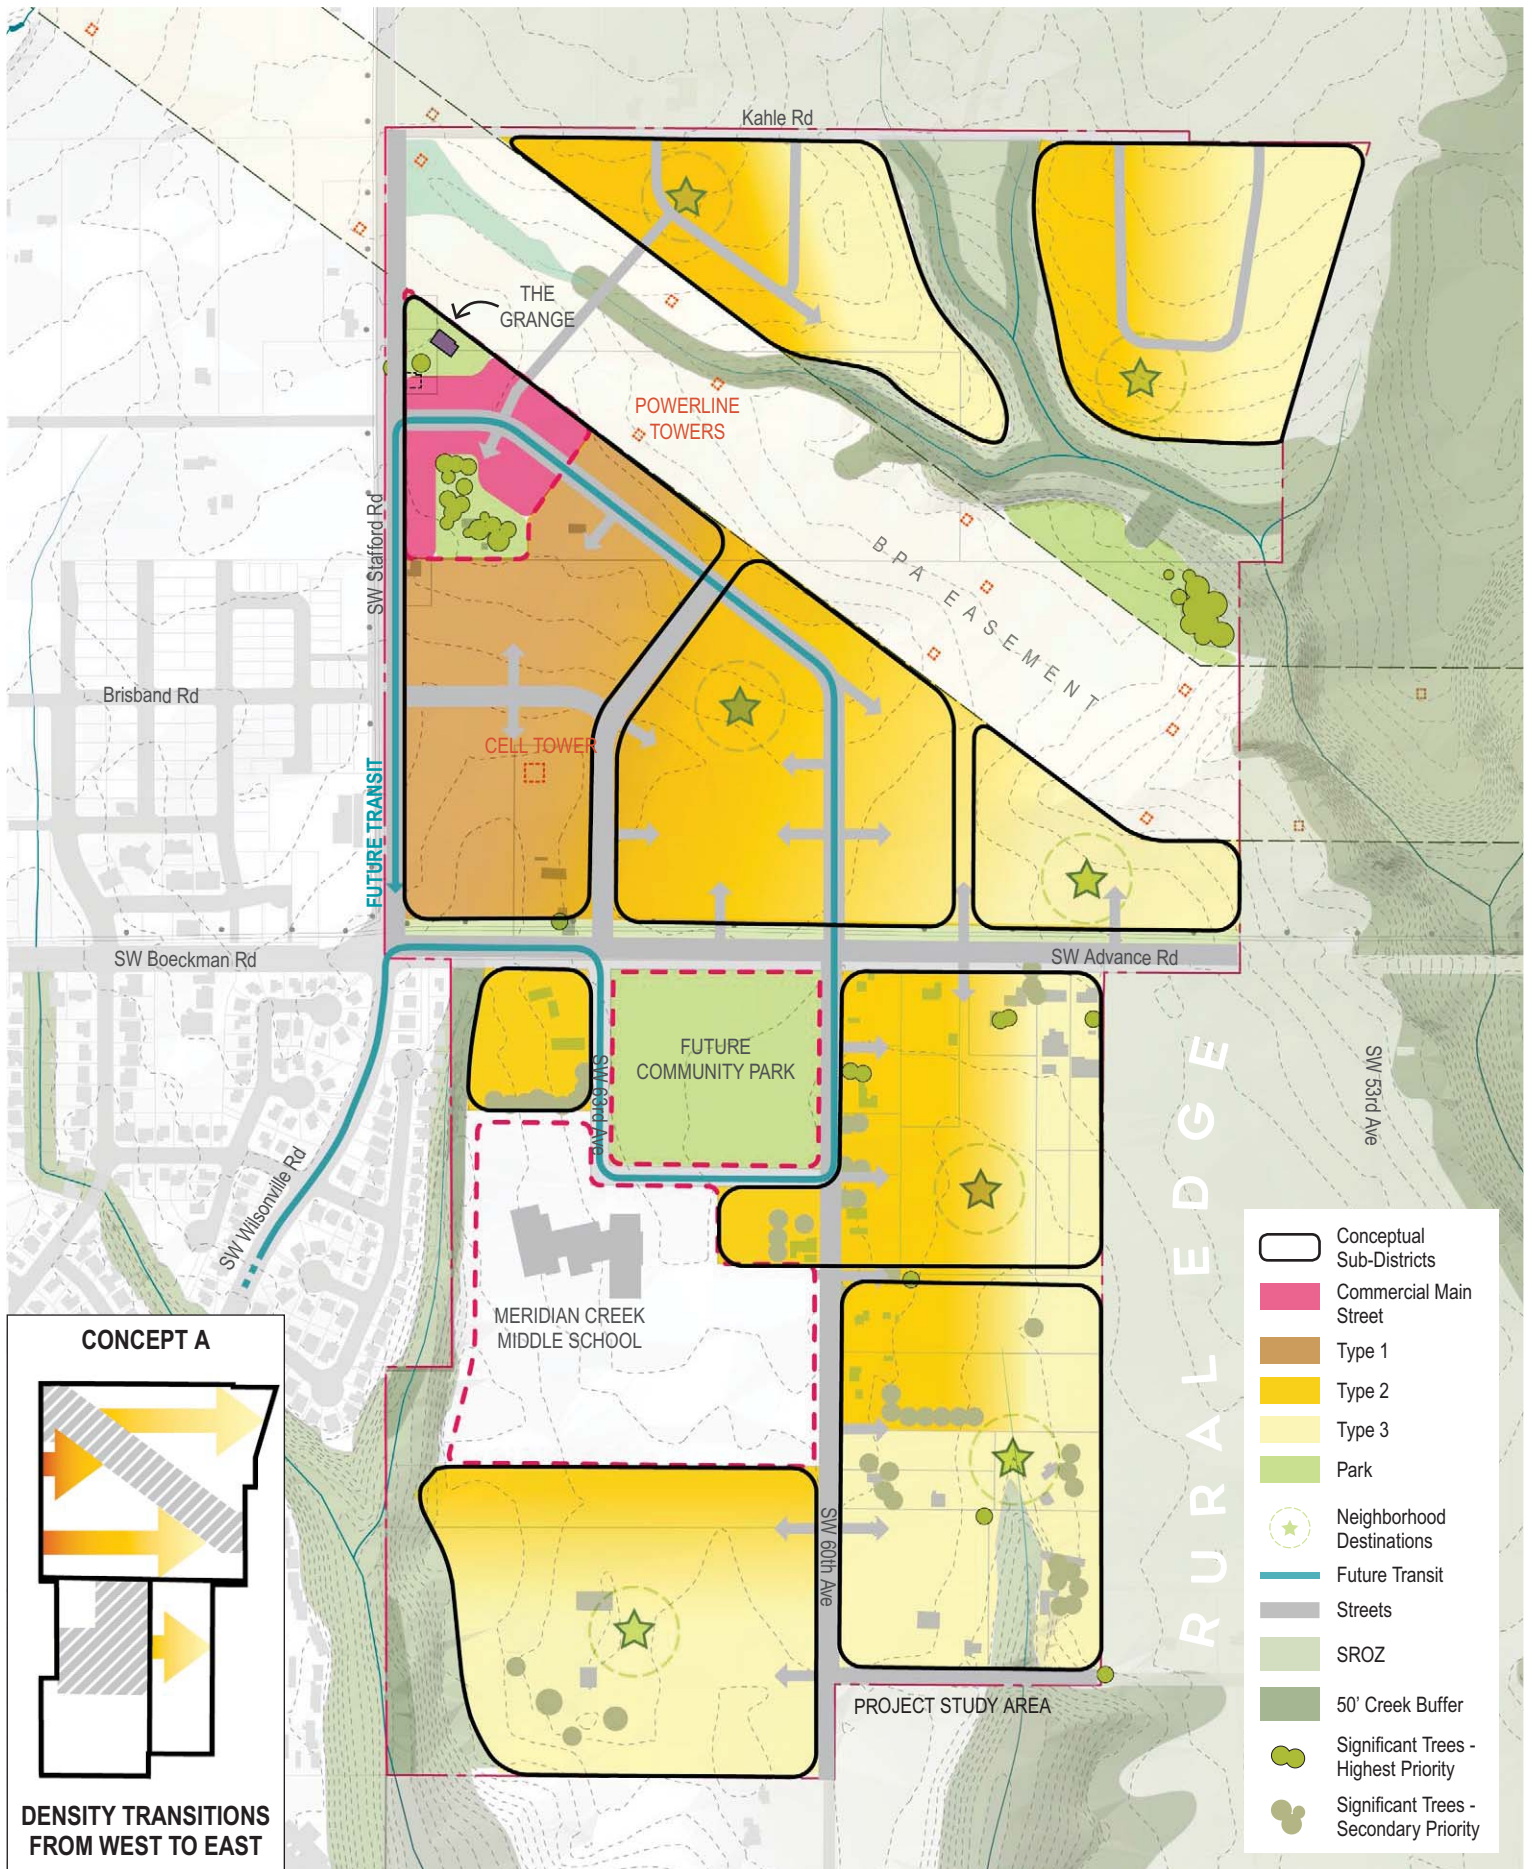 Kahle Rd
THE
GRANGE
POWERLINE
TOWERS
SW Stafford Rd
BPA EASEMENT
Brisband Rd
CELL TOWER
FUTURE TRANSIT
SW Boeckman Rd
SW Advance Rd
FUTURE
COMMUNITY PARK
SW 63rd Ave
SW 53rd Ave
RURAL EDGE
SW Wilsonville Rd
MERIDIAN CREEK
MIDDLE SCHOOL
SW 60th Ave
PROJECT STUDY AREA
CONCEPT A
DENSITY TRANSITIONS
FROM WEST TO EAST
Conceptual
Sub-Districts
Commercial Main
Street
Type 1
Type 2
Type 3
Park
Neighborhood
Destinations
Future Transit
Streets
SROZ
50' Creek Buffer
Significant Trees -
Highest Priority
Significant Trees -
Secondary Priority